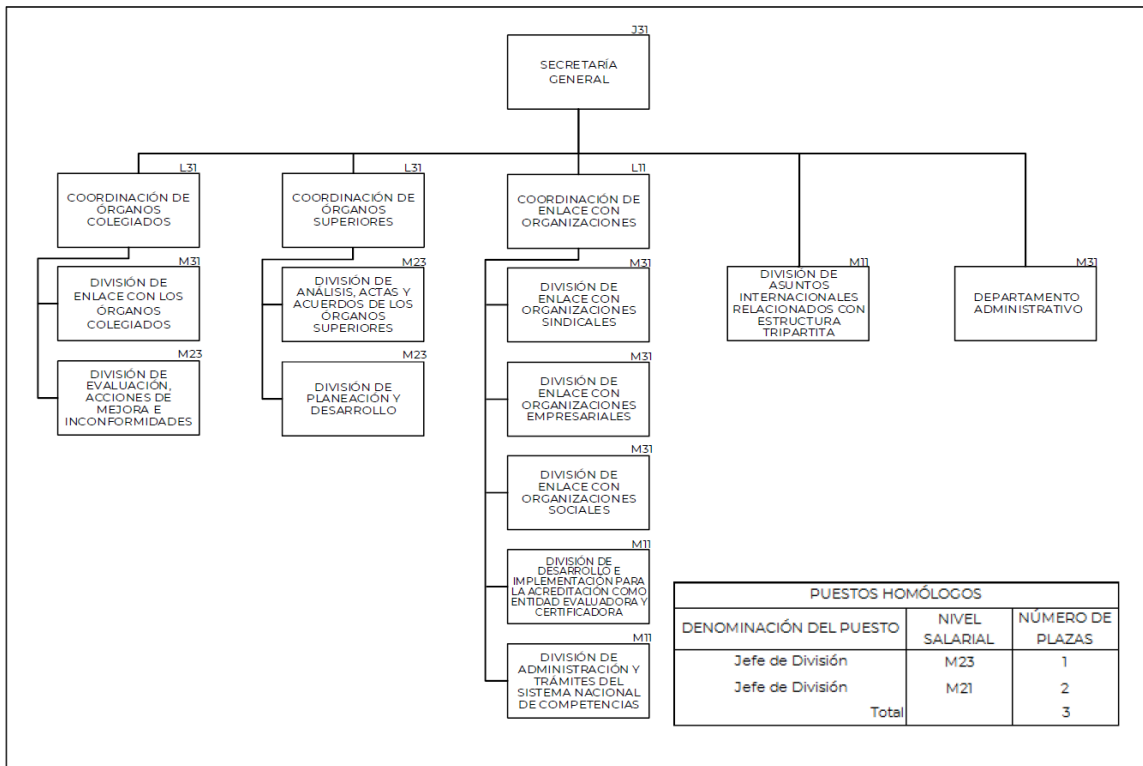 J31
SECRETARÍA
GENERAL
L31
COORDINACIÓN DE
ÓRGANOS
COLEGIADOS
L31
COORDINACIÓN DE
ÓRGANOS
SUPERIORES
L11
COORDINACIÓN DE
ENLACE CON
ORGANIZACIONES
M31
DIVISIÓN DE
ENLACE CON LOS
ÓRGANOS
COLEGIADOS
M23
DIVISIÓN DE
ANÁLISIS, ACTAS Y
ACUERDOS DE LOS
ÓRGANOS
SUPERIORES
M31
DIVISIÓN DE
ENLACE CON
ORGANIZACIONES
SINDICALES
M11
DIVISIÓN DE
ASUNTOS
INTERNACIONALES
RELACIONADOS CON
ESTRUCTURA
TRIPARTITA
M31
DEPARTAMENTO
ADMINISTRATIVO
M23
DIVISIÓN DE
EVALUACIÓN,
ACCIONES DE
MEJORA E
INCONFORMIDADES
M23
DIVISIÓN DE
PLANEACIÓN Y
DESARROLLO
M31
DIVISIÓN DE
ENLACE CON
ORGANIZACIONES
EMPRESARIALES
M31
DIVISIÓN DE
ENLACE CON
ORGANIZACIONES
SOCIALES
M11
DIVISIÓN DE
DESARROLLO E
IMPLEMENTACIÓN PARA
LA ACREDITACIÓN COMO
ENTIDAD EVALUADORA Y
CERTIFICADORA
M11
DIVISIÓN DE
ADMINISTRACIÓN Y
TRÁMITES DEL
SISTEMA NACIONAL
DE COMPETENCIAS
PUESTOS HOMÓLOGOS
DENOMINACIÓN DEL PUESTO NIVEL SALARIAL NÚMERO DE PLAZAS
Jefe de División M23 1
Jefe de División M21 2
Total 3